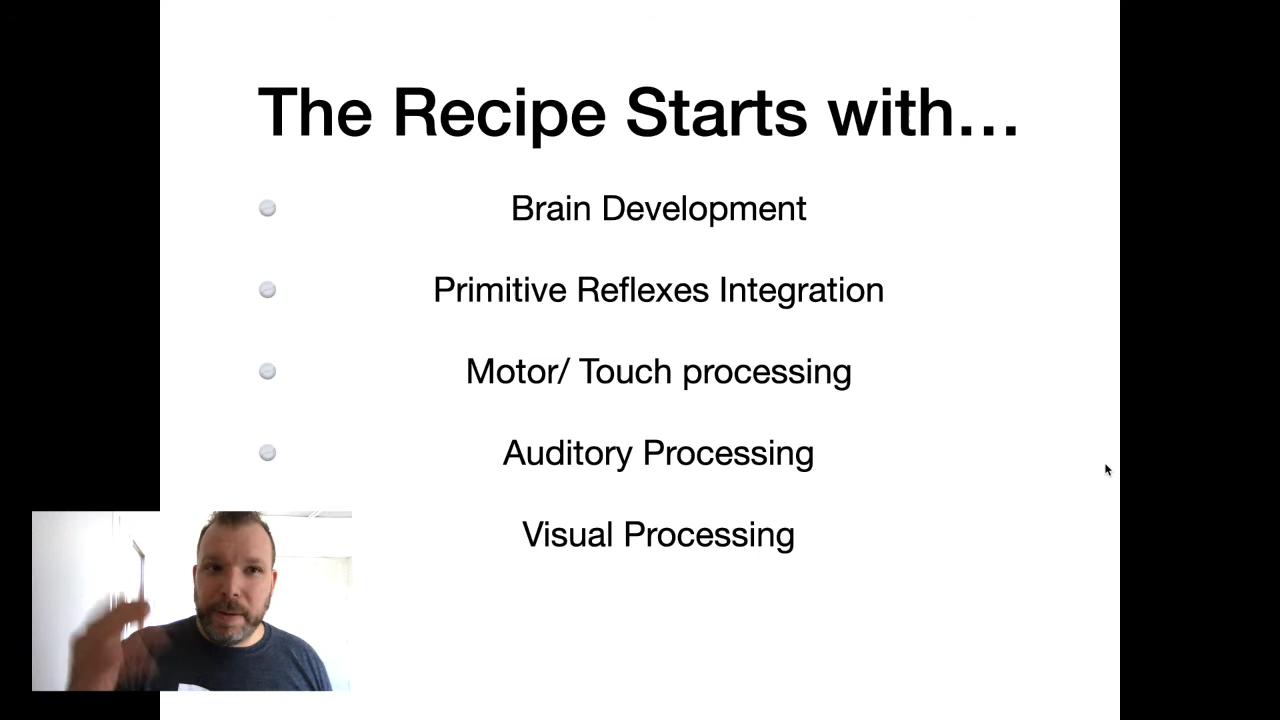 The Recipe Starts with…
Brain Development
Primitive Reflexes Integration
Motor/ Touch processing
Auditory Processing
Visual Processing